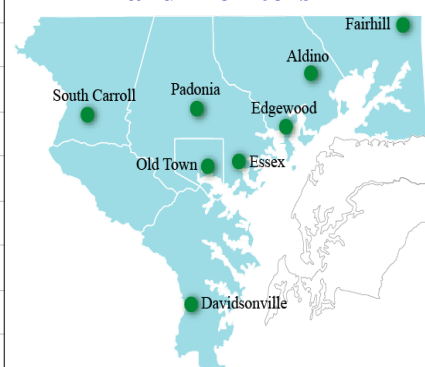 Fairhill
Aldino
Padonia
South Carroll
Edgewood
Old Town
Essex
Davidsonville